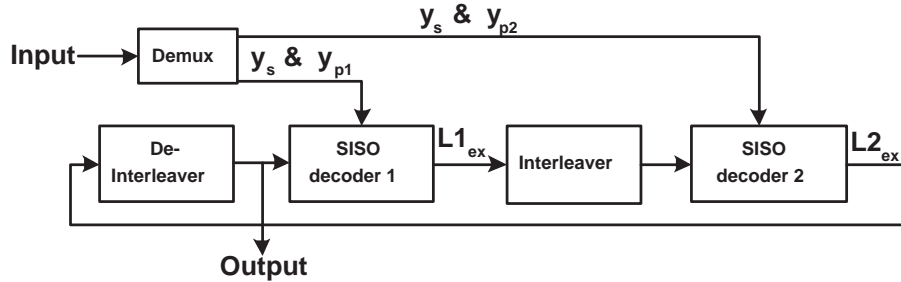 y_s & y_p2
Input
Demux
y_s & y_p1
De-
Interleaver
SISO
decoder 1
L1_ex
Interleaver
SISO
decoder 2
L2_ex
Output